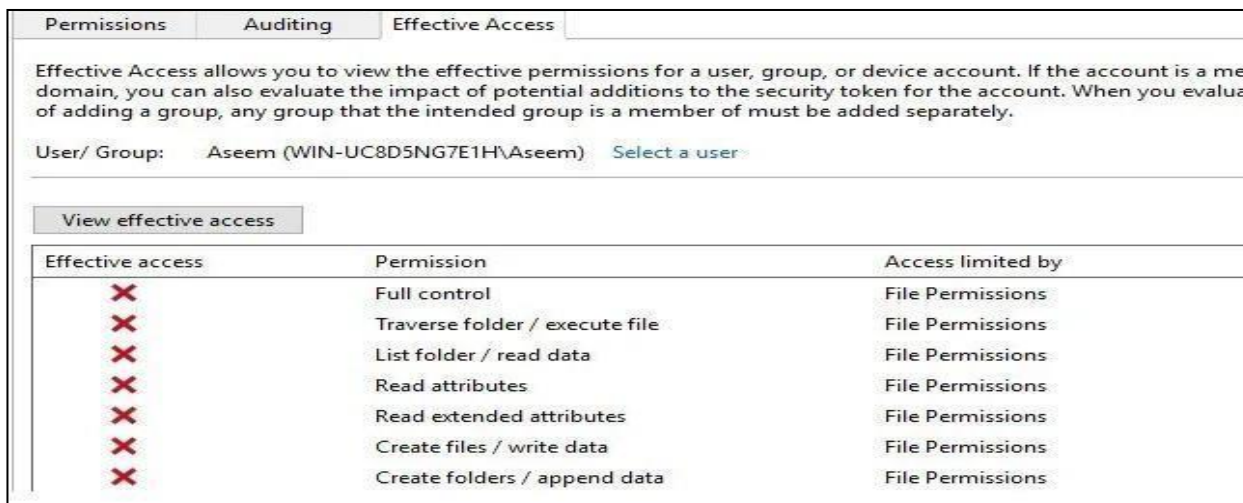 Permissions Auditing Effective Access
Effective Access allows you to view the effective permissions for a user, group, or device account. If the account is a me
domain, you can also evaluate the impact of potential additions to the security token for the account. When you evalua
of adding a group, any group that the intended group is a member of must be added separately.
User/ Group: Aseem (WIN-UC8D5NG7E1H\Aseem) Select a user
View effective access
Effective access Permission Access limited by
Full control File Permissions
Traverse folder / execute file File Permissions
List folder / read data File Permissions
Read attributes File Permissions
Read extended attributes File Permissions
Create files / write data File Permissions
Create folders / append data File Permissions